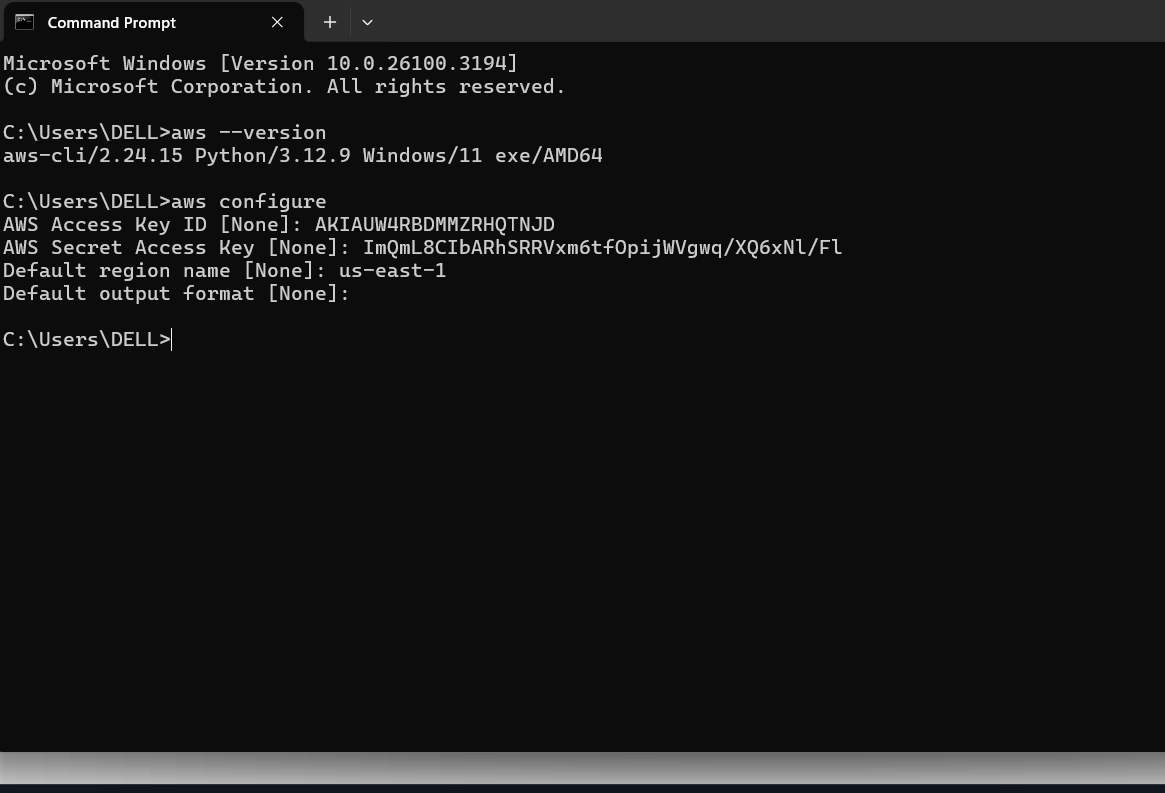 Command Prompt
Microsoft Windows [Version 10.0.26100.3194]
(c) Microsoft Corporation. All rights reserved.
C:\Users\DELL>aws --version
aws-cli/2.24.15 Python/3.12.9 Windows/11 exe/AMD64
C:\Users\DELL>aws configure
AWS Access Key ID [None]: AKIAUW4RBDMMZRHQTNJD
AWS Secret Access Key [None]: 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
Default region name [None]: us-east-1
Default output format [None]:
C:\Users\DELL>